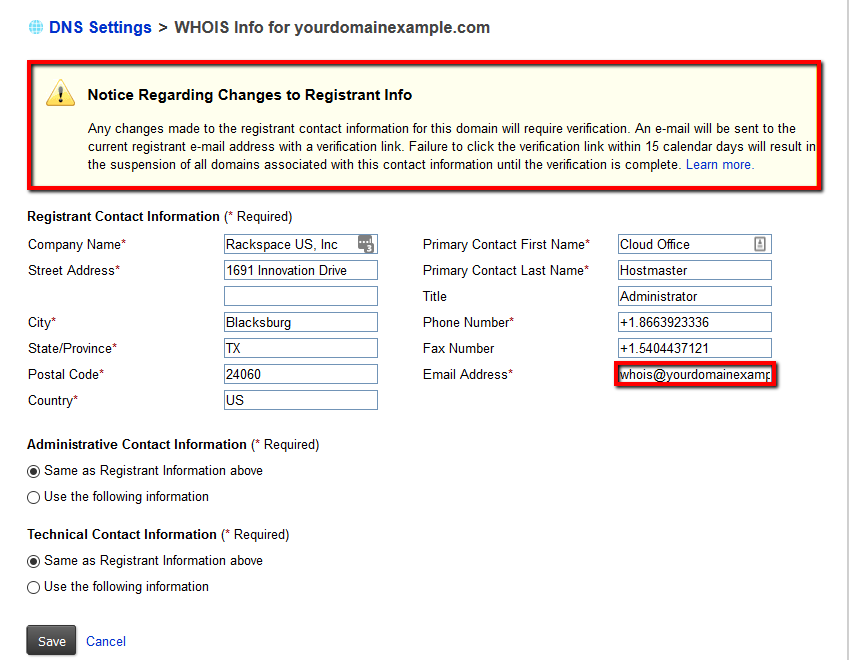 DNS Settings > WHOIS Info for yourdomainexample.com
Notice Regarding Changes to Registrant Info
Any changes made to the registrant contact information for this domain will require verification. An e-mail will be sent to the
current registrant e-mail address with a verification link. Failure to click the verification link within 15 calendar days will result in
the suspension of all domains associated with this contact information until the verification is complete. Learn more.
Registrant Contact Information (* Required)
Company Name* Rackspace US, Inc 3 Primary Contact First Name* Cloud Office
Street Address* 1691 Innovation Drive Primary Contact Last Name* Hostmaster
Title Administrator
City* Blacksburg Phone Number* +1.8663923336
State/Province* TX Fax Number +1.5404437121
Postal Code* 24060 Email Address* whois@yourdomainexamp
Country* US
Administrative Contact Information (* Required)
Same as Registrant Information above
Use the following information
Technical Contact Information (* Required)
Same as Registrant Information above
Use the following information
Save Cancel